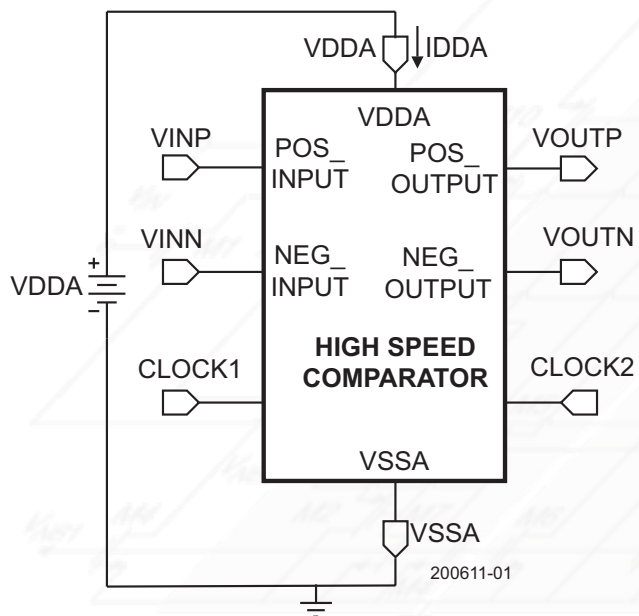 VDDA IDDA
VDDA
VINP
POS_
INPUT
POS_
OUTPUT
VOUTP
VINN
NEG_
INPUT
NEG_
OUTPUT
VOUTN
VDDA
+
−
HIGH SPEED
COMPARATOR
CLOCK1
CLOCK2
VSSA
VSSA
200611-01